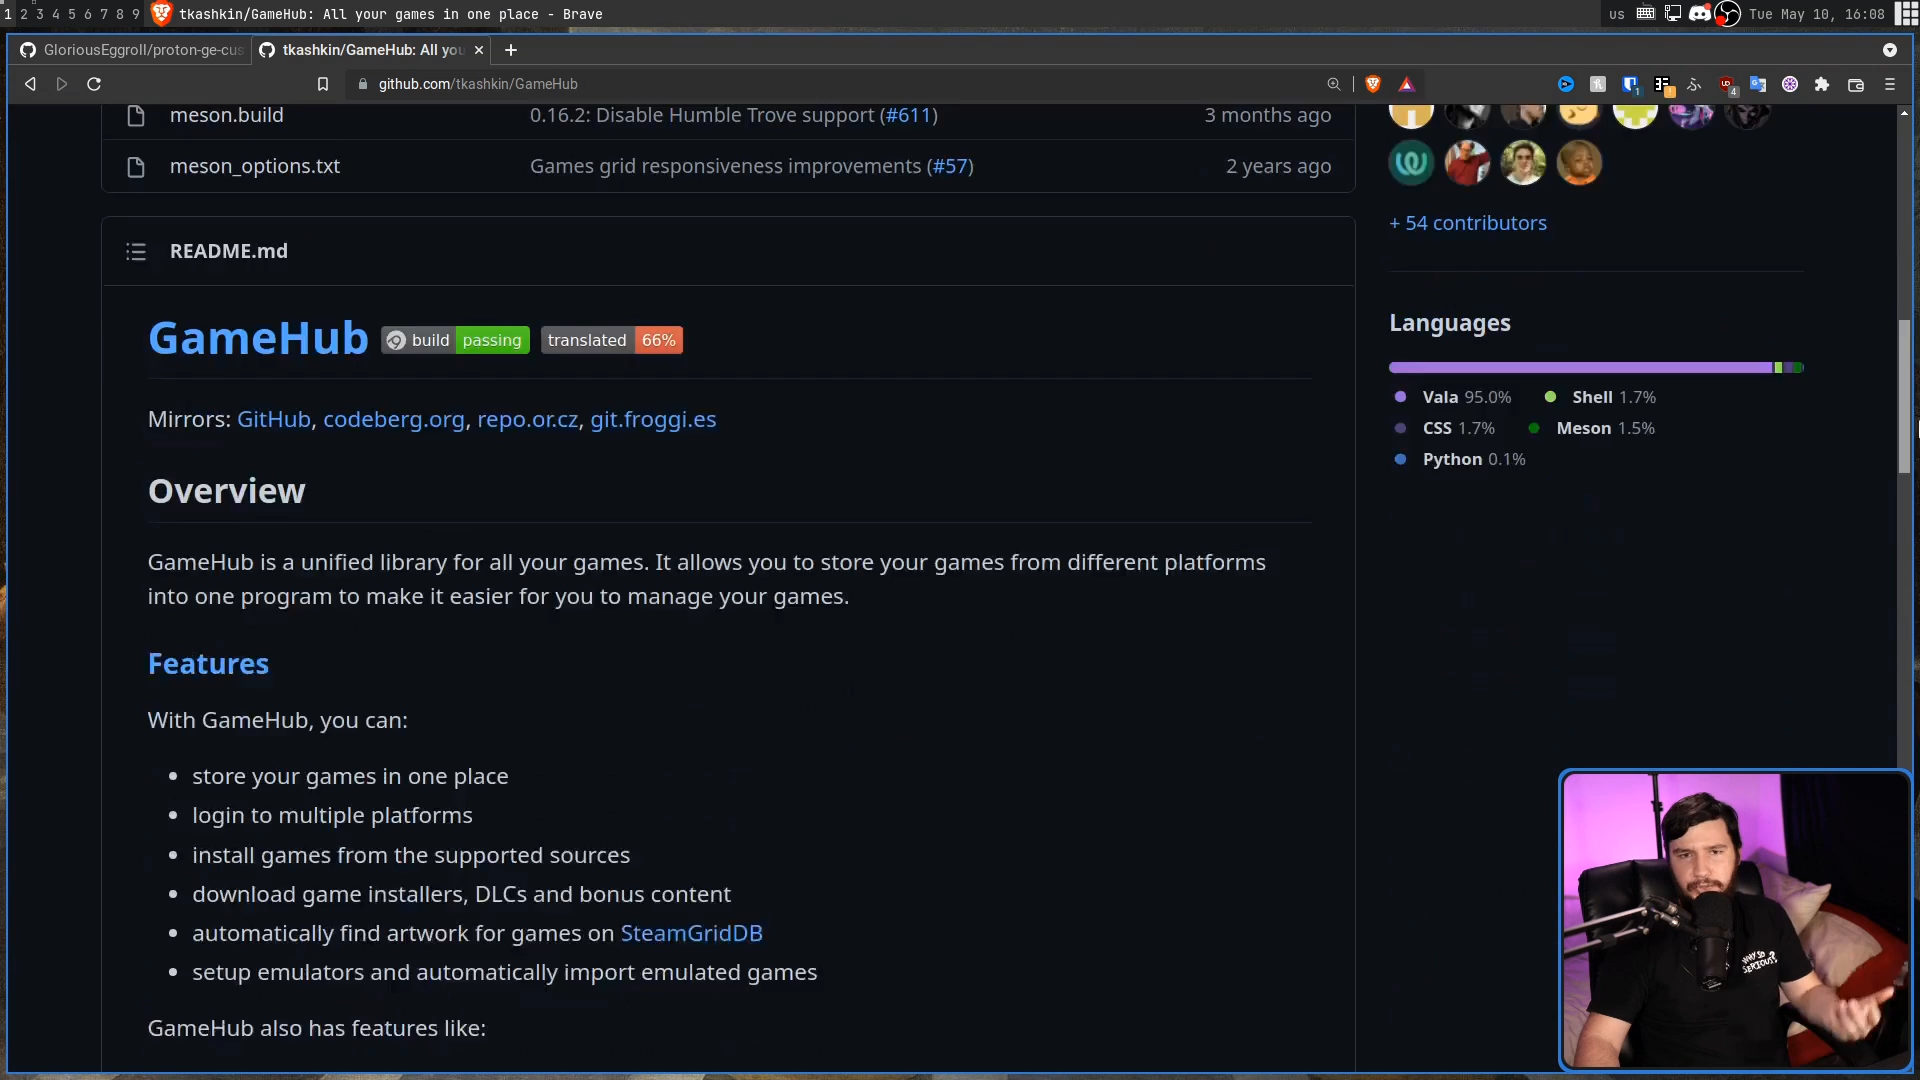 1 2 3 4 5 6 7 8 9 tkashkin/GameHub: All your games in one place - Brave us Tue May 10, 16:08
GloriousEggroll/proton-ge-cus tkashkin/GameHub: All you
github.com/tkashkin/GameHub
meson.build 0.16.2: Disable Humble Trove support (#611) 3 months ago
meson_options.txt Games grid responsiveness improvements (#57) 2 years ago
+ 54 contributors
README.md
Languages
Vala 95.0% Shell 1.7%
CSS 1.7% Meson 1.5%
Python 0.1%
GameHub build passing translated 66%
Mirrors: GitHub, codeberg.org, repo.or.cz, git.froggi.es
Overview
GameHub is a unified library for all your games. It allows you to store your games from different platforms
into one program to make it easier for you to manage your games.
Features
With GameHub, you can:
• store your games in one place
• login to multiple platforms
• install games from the supported sources
• download game installers, DLCs and bonus content
• automatically find artwork for games on SteamGridDB
• setup emulators and automatically import emulated games
GameHub also has features like:
WHY SO
SERIOUS?